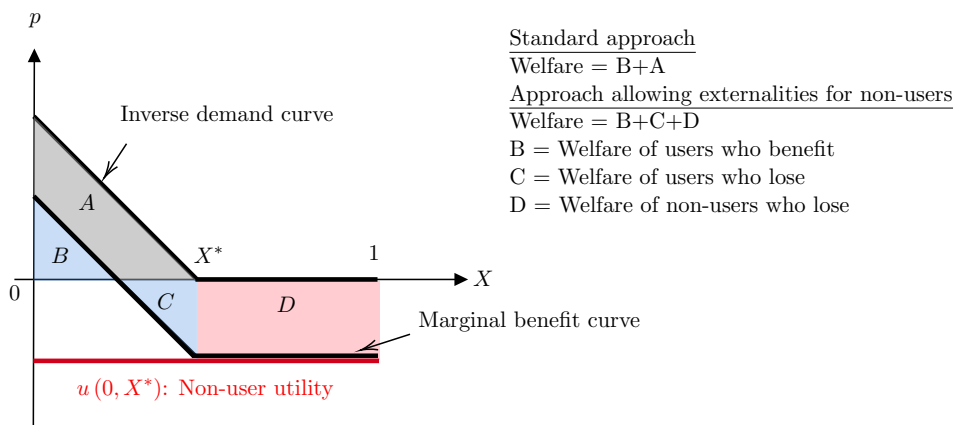 p
Standard approach
Welfare = B+A
Approach allowing externalities for non-users
Welfare = B+C+D
B = Welfare of users who benefit
C = Welfare of users who lose
D = Welfare of non-users who lose
Inverse demand curve
A
B
X*
1
0
X
C
D
Marginal benefit curve
u (0, X*): Non-user utility